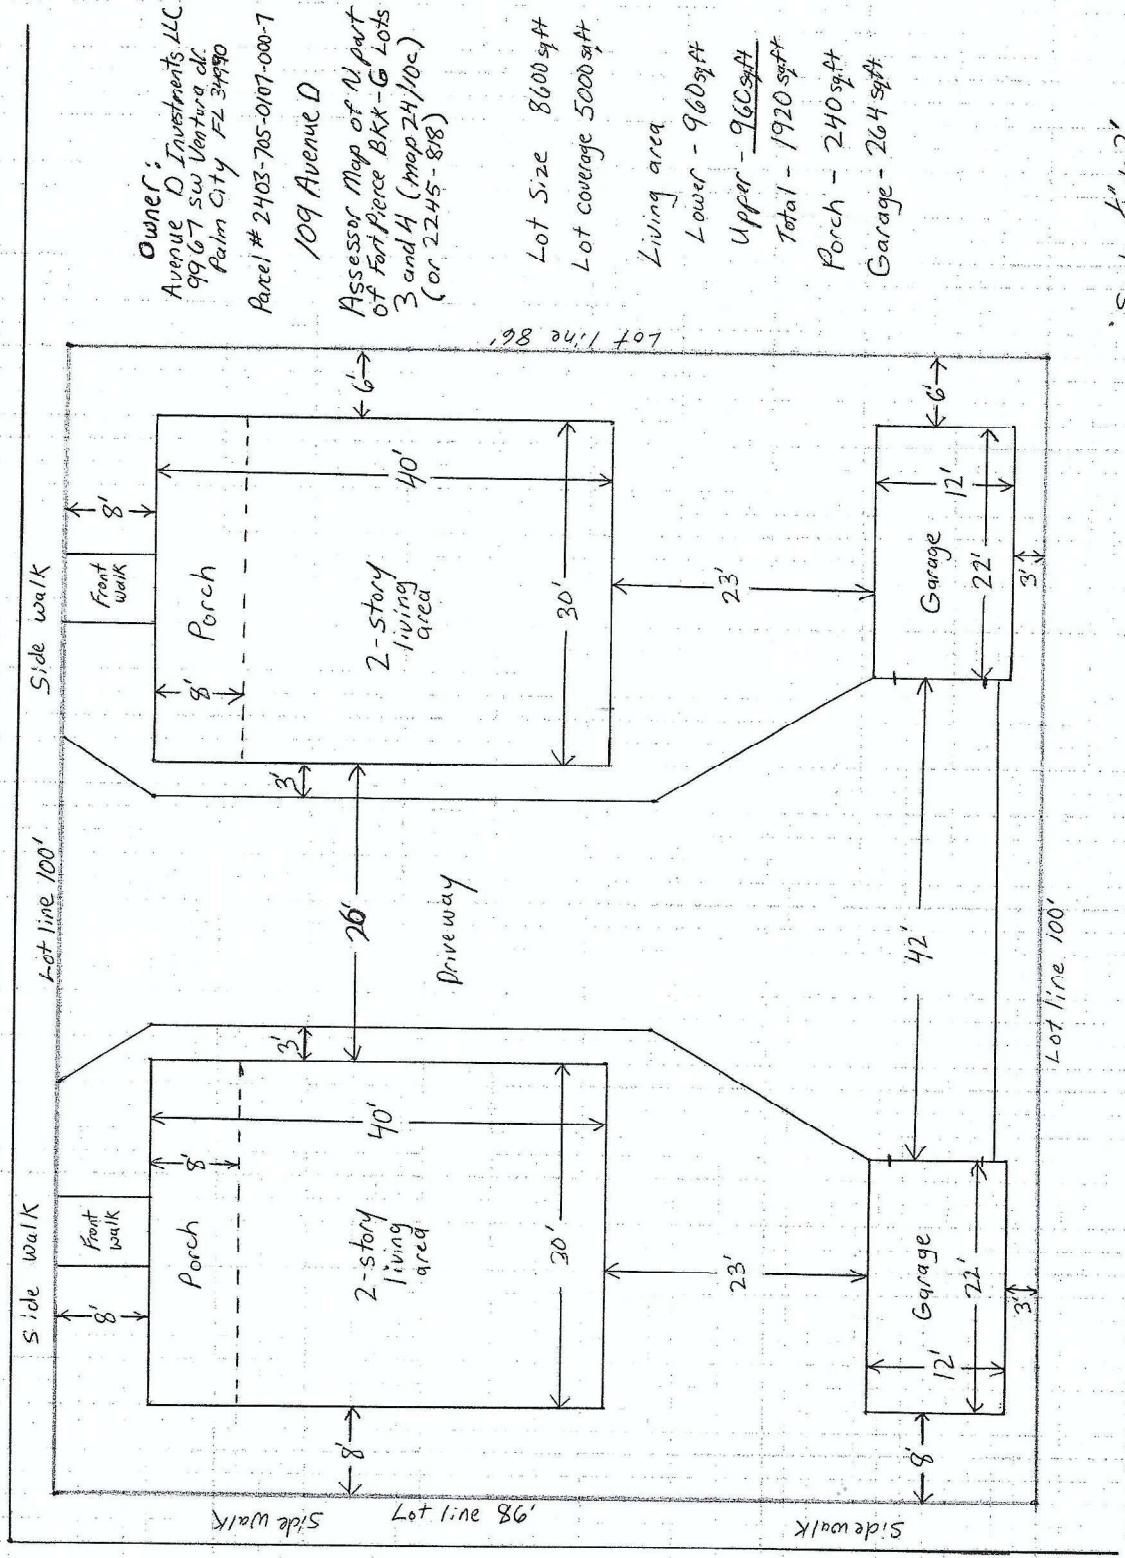 Side walk
Side walk
Lot line 100'
8'
Front
walk
8'
Front
walk
Porch
8'
40'
3'
Porch
8'
40'
3'
2-story
living
area
30'
8'
26'
Driveway
2-story
living
area
30'
6'
23'
23'
Garage
12'
22'
8'
3'
42'
Garage
12'
22'
6'
3'
Lot line 100'
Side walk
Lot line 86'
Sidewalk
Lot line 86'
Owner:
Avenue D Investments LLC
9967 SW Ventura dr.
Palm City FL 34990
Parcel # 2403-705-0107-000-7
109 Avenue D
Assessor Map of N. part
of Fort Pierce BKK-G Lots
3 and 4 (map 24/10c)
(or 2245-818)
Lot Size 8600 sqft
Lot coverage 5000 sqft
Living area
Lower - 960 sqft
Upper - 960 sqft
Total - 1920 sqft
Porch - 240 sqft
Garage - 264 sqft